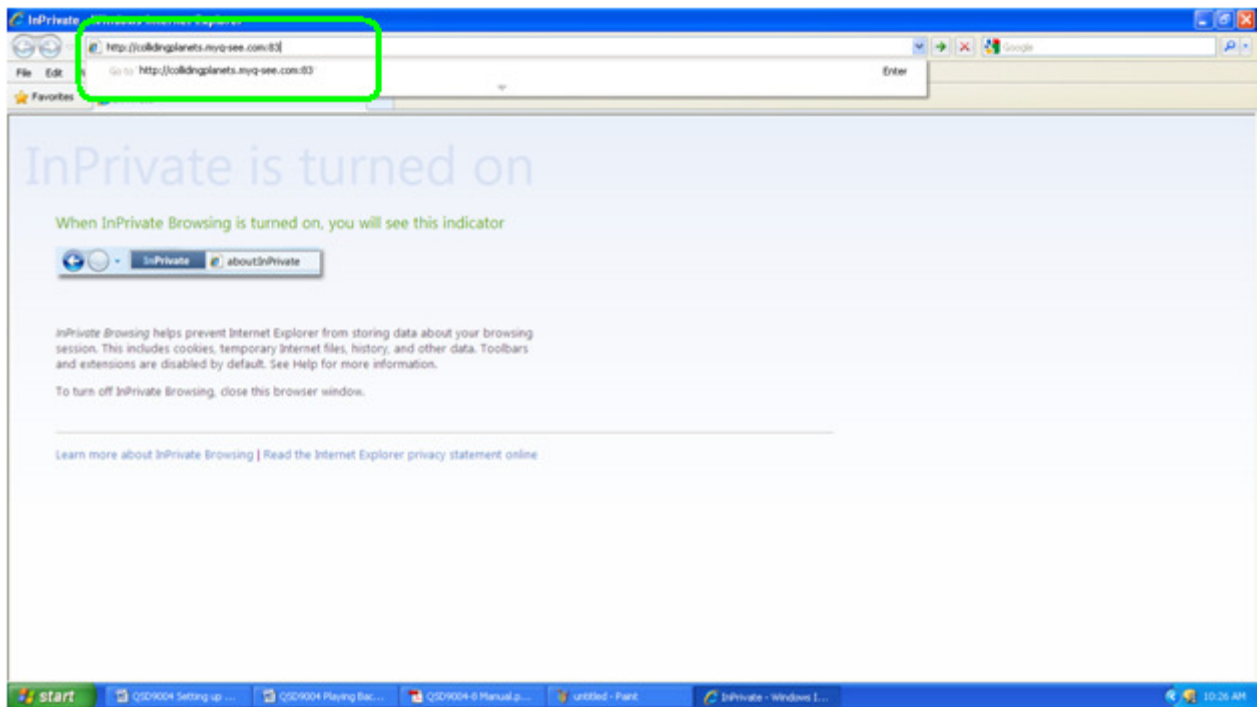 InPrivate - Windows Internet Explorer
http://collidingplanets.myq-see.com:83
Google
File Edit
Go to "http://collidingplanets.myq-see.com:83"
Enter
Favorites
InPrivate is turned on
When InPrivate Browsing is turned on, you will see this indicator
InPrivate about:InPrivate
InPrivate Browsing helps prevent Internet Explorer from storing data about your browsing
session. This includes cookies, temporary Internet files, history, and other data. Toolbars
and extensions are disabled by default. See Help for more information.
To turn off InPrivate Browsing, close this browser window.
Learn more about InPrivate Browsing | Read the Internet Explorer privacy statement online
start QSD9004 Setting up ... QSD9004 Playing Bac... QSD9004-8 Manual.p... untitled - Paint InPrivate - Windows I... 10:26 AM